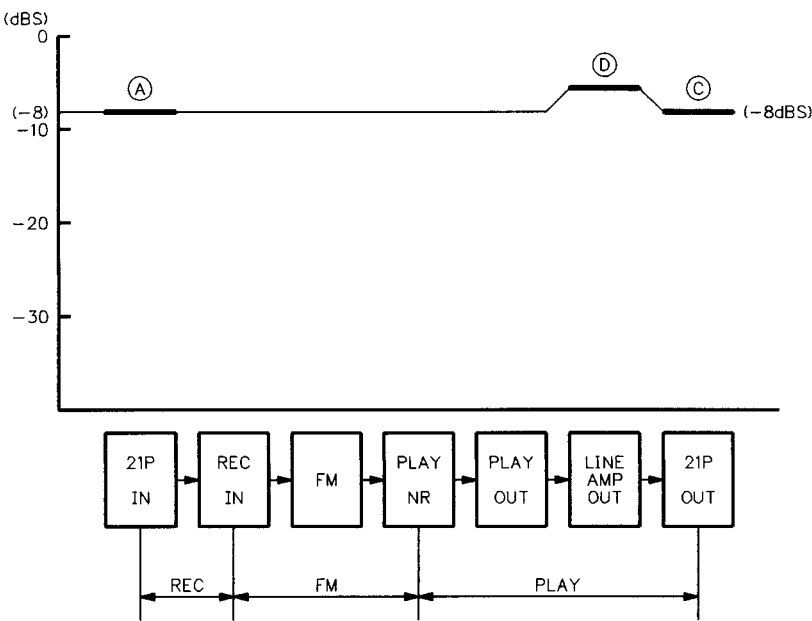 (dBS)
0
Ⓐ
Ⓓ
Ⓒ
(−8)
(−8dBS)
−10
−20
−30
21P IN
REC IN
FM
PLAY NR
PLAY OUT
LINE AMP OUT
21P OUT
REC
FM
PLAY